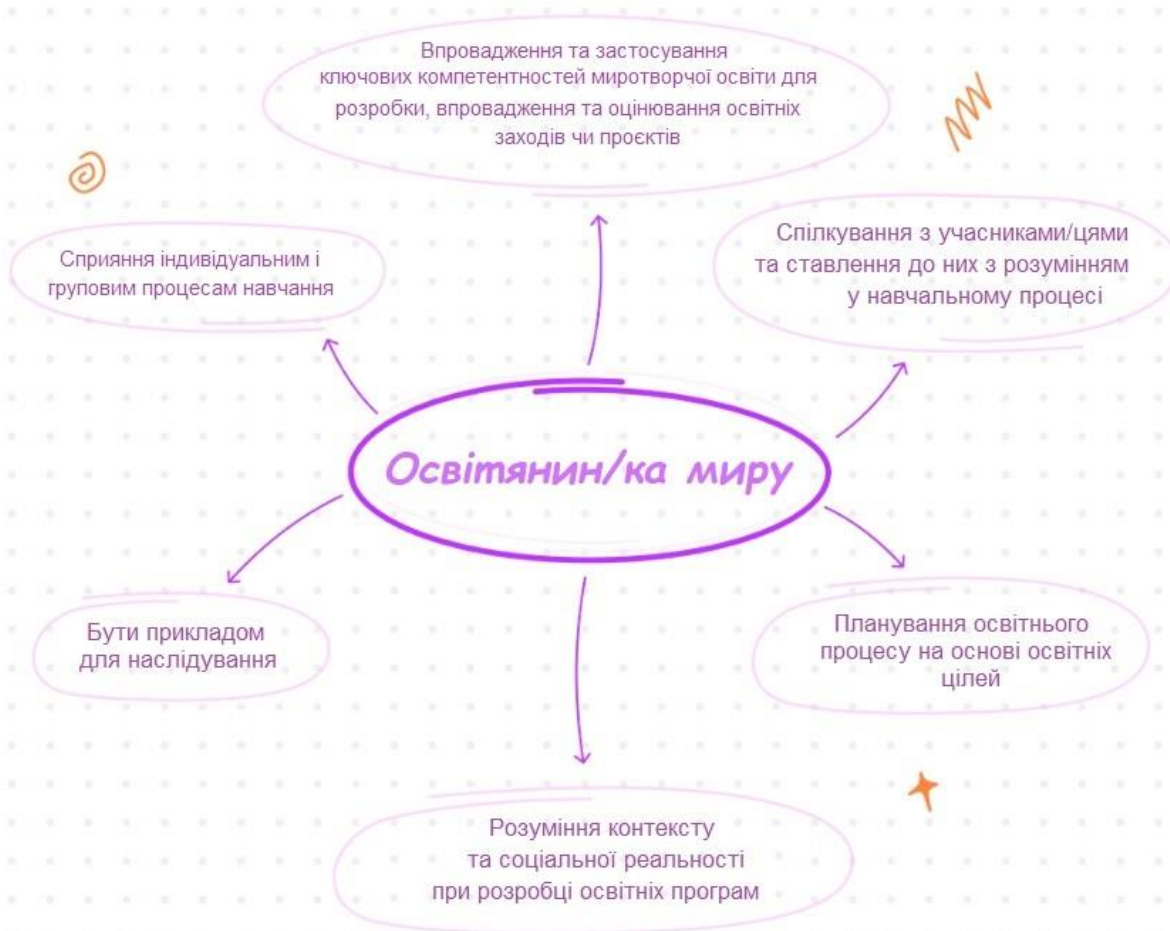 Впровадження та застосування
ключових компетентностей миротворчої освіти для
розробки, впровадження та оцінювання освітніх
заходів чи проєктів
Сприяння індивідуальним і
груповим процесам навчання
Спілкування з учасниками/цями
та ставлення до них з розумінням
у навчальному процесі
Освітянин/ка миру
Бути прикладом
для наслідування
Планування освітнього
процесу на основі освітніх
цілей
Розуміння контексту
та соціальної реальності
при розробці освітніх програм